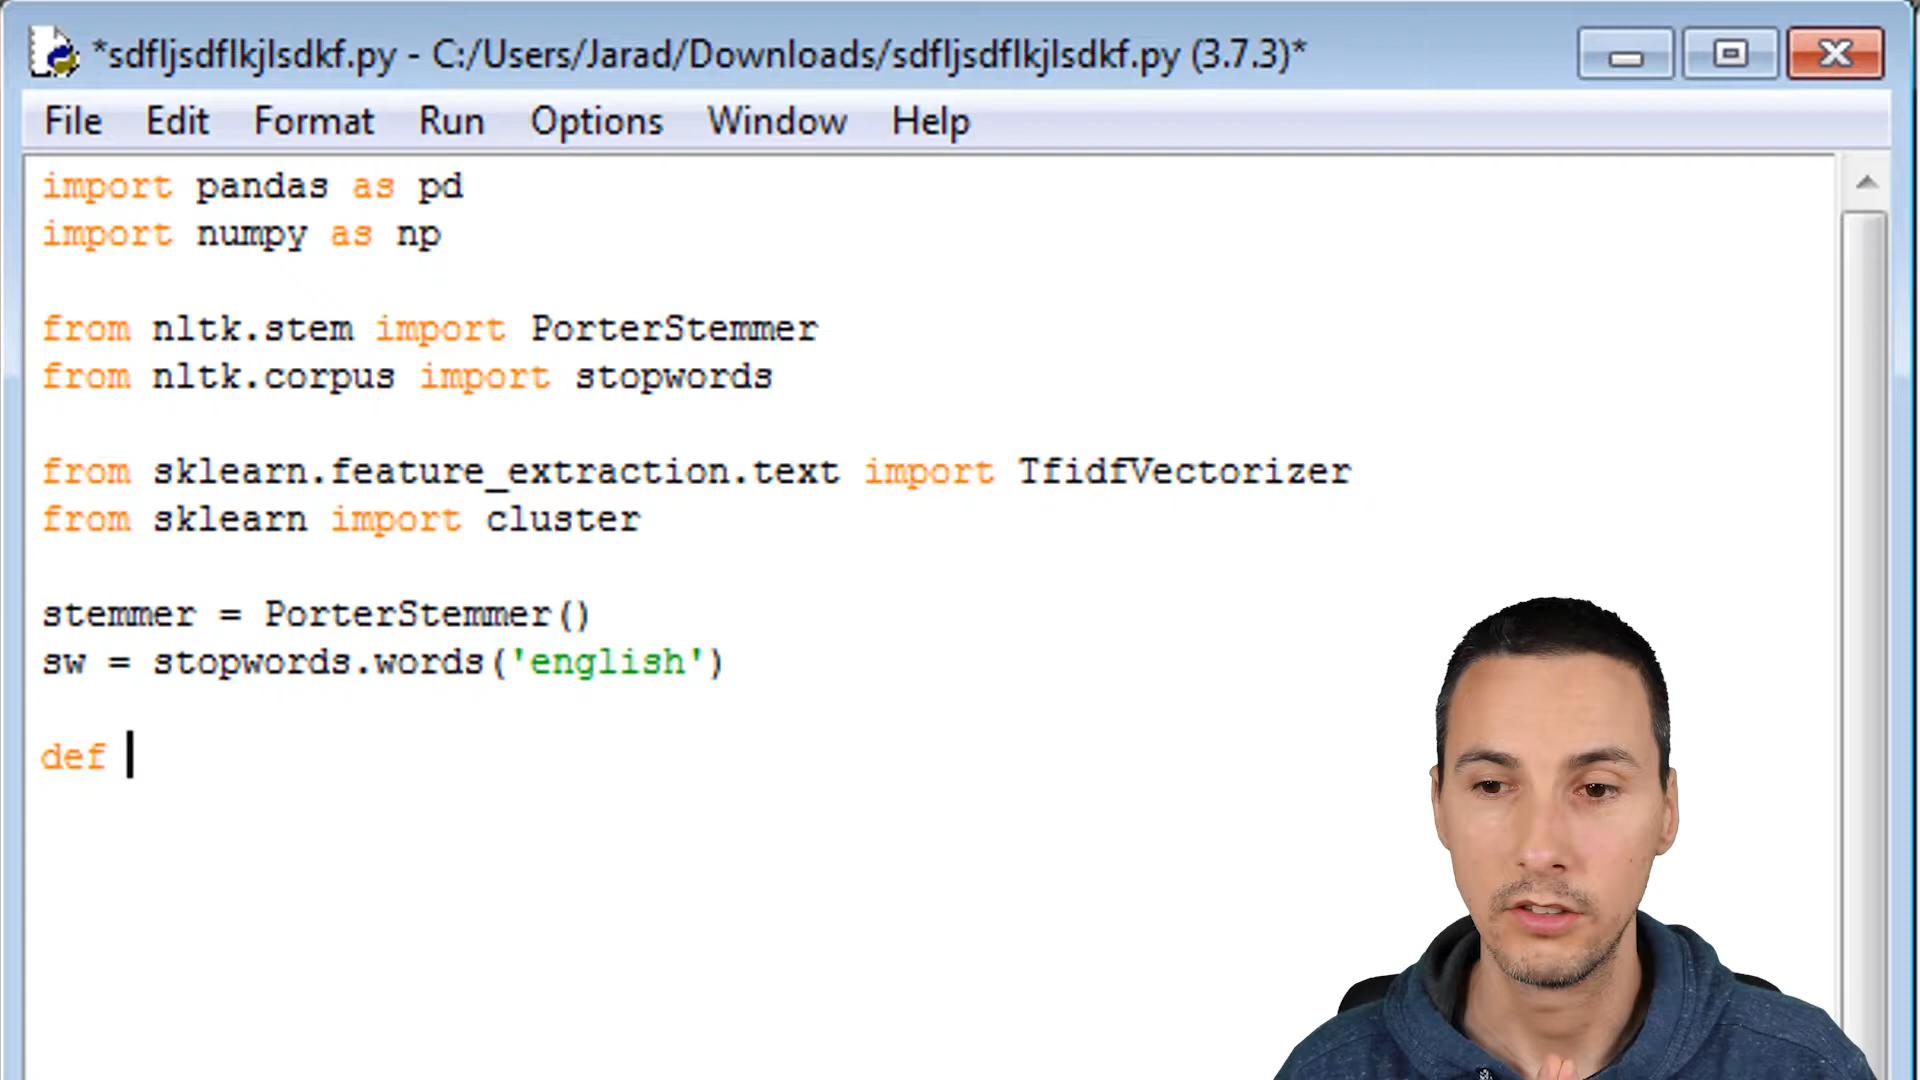 *sdfljsdflkjlsdkf.py - C:/Users/Jarad/Downloads/sdfljsdflkjlsdkf.py (3.7.3)*
File Edit Format Run Options Window Help
import pandas as pd
import numpy as np
from nltk.stem import PorterStemmer
from nltk.corpus import stopwords
from sklearn.feature_extraction.text import TfidfVectorizer
from sklearn import cluster
stemmer = PorterStemmer()
sw = stopwords.words('english')
def